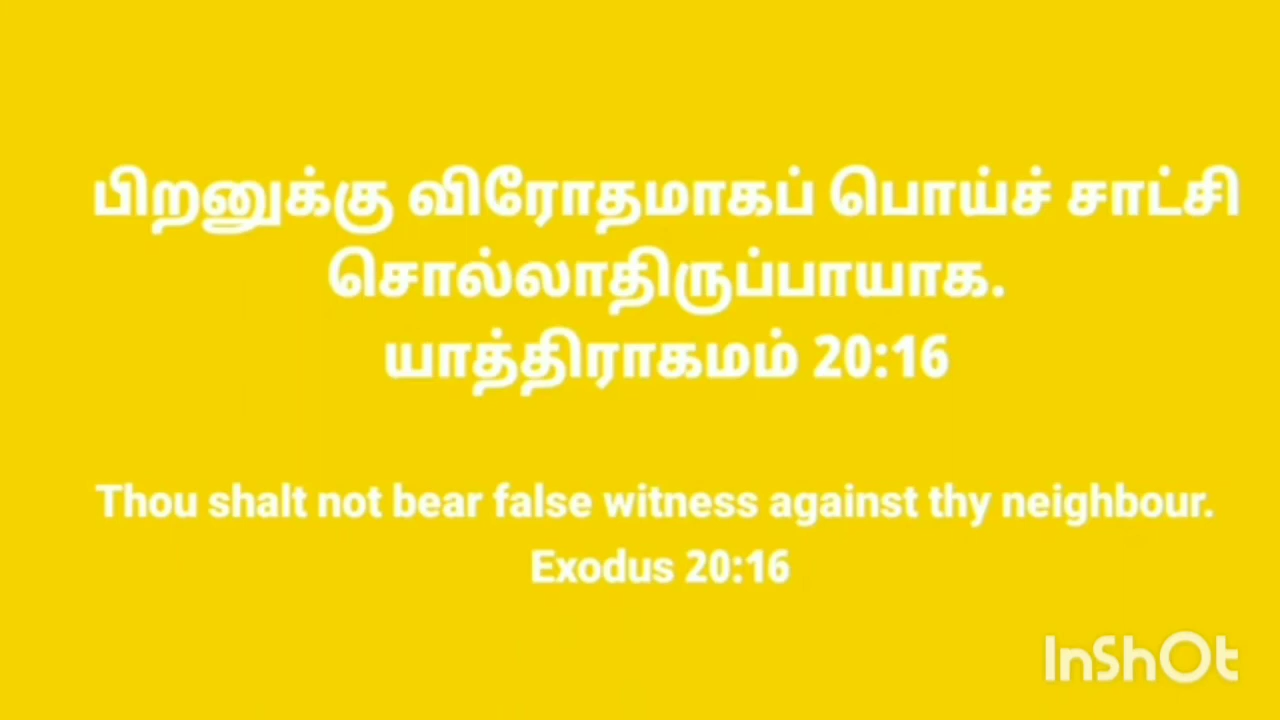 பிறனுக்கு விரோதமாகப் பொய்ச் சாட்சி
சொல்லாதிருப்பாயாக.
யாத்திராகமம் 20:16
Thou shalt not bear false witness against thy neighbour.
Exodus 20:16
InShOt